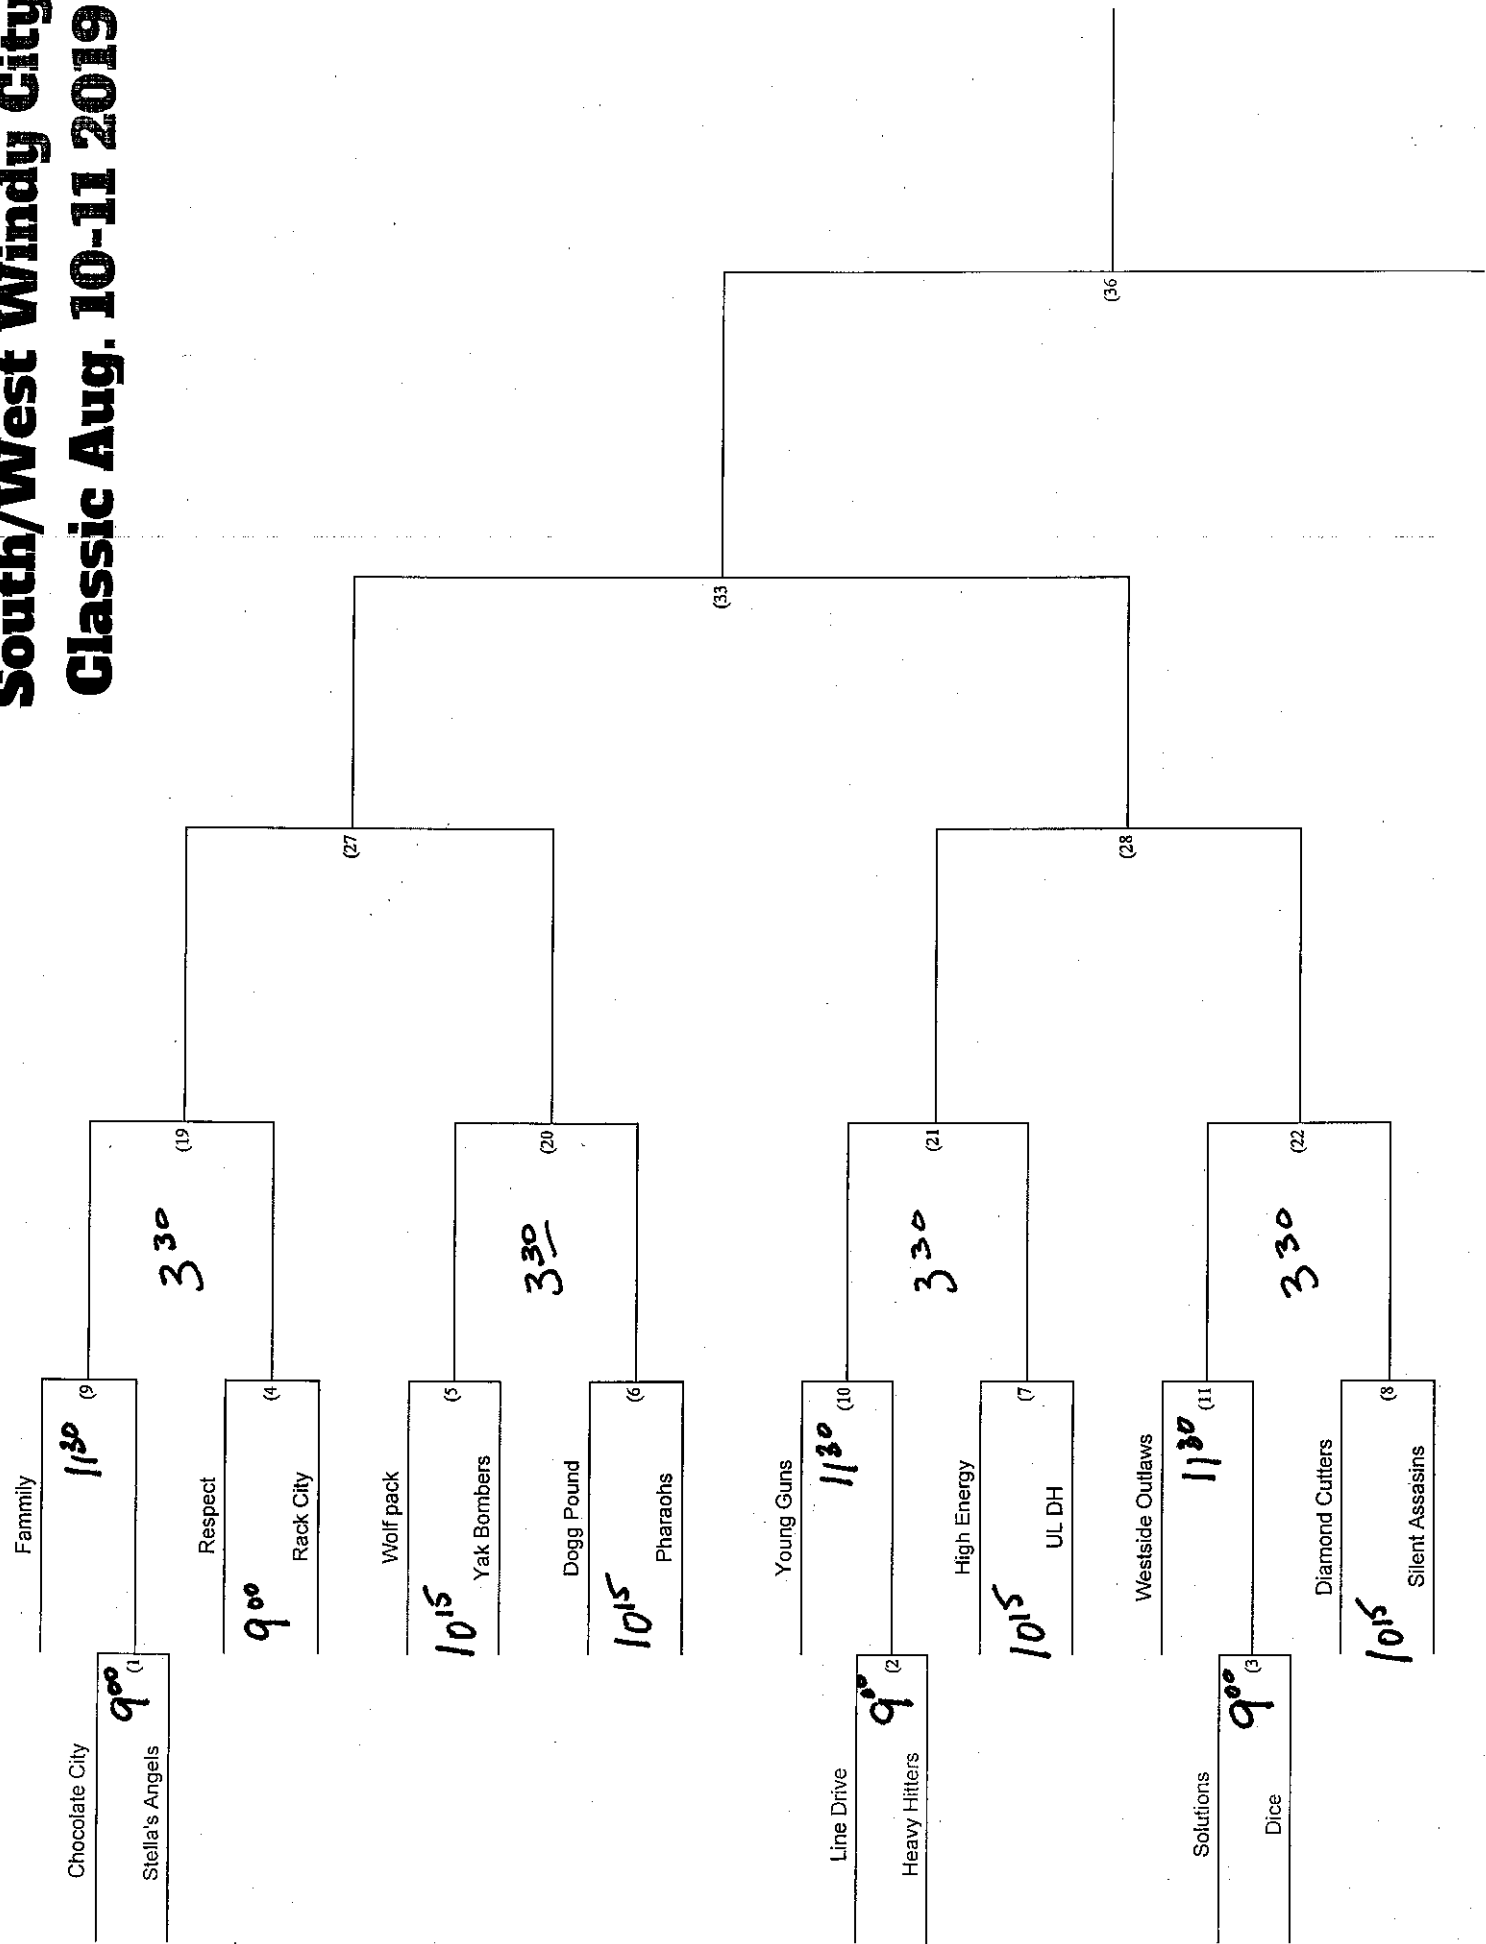 South/West Windy City
Classic Aug. 10-11 2019
Fammily
11 30
(9
Chocolate City
9 00
(1
Stella's Angels
3 30
(19
Respect
9 00
(4
Rack City
(27
Wolf pack
10 15
(5
Yak Bombers
3 30
(20
Dogg Pound
10 15
(6
Pharaohs
(33
Young Guns
11 30
(10
Line Drive
9 00
(2
Heavy Hitters
3 30
(21
High Energy
10 15
(7
UL DH
(28
Westside Outlaws
11 30
(11
Solutions
9 00
(3
Dice
3 30
(22
Diamond Cutters
10 15
(8
Silent Assasins
(36